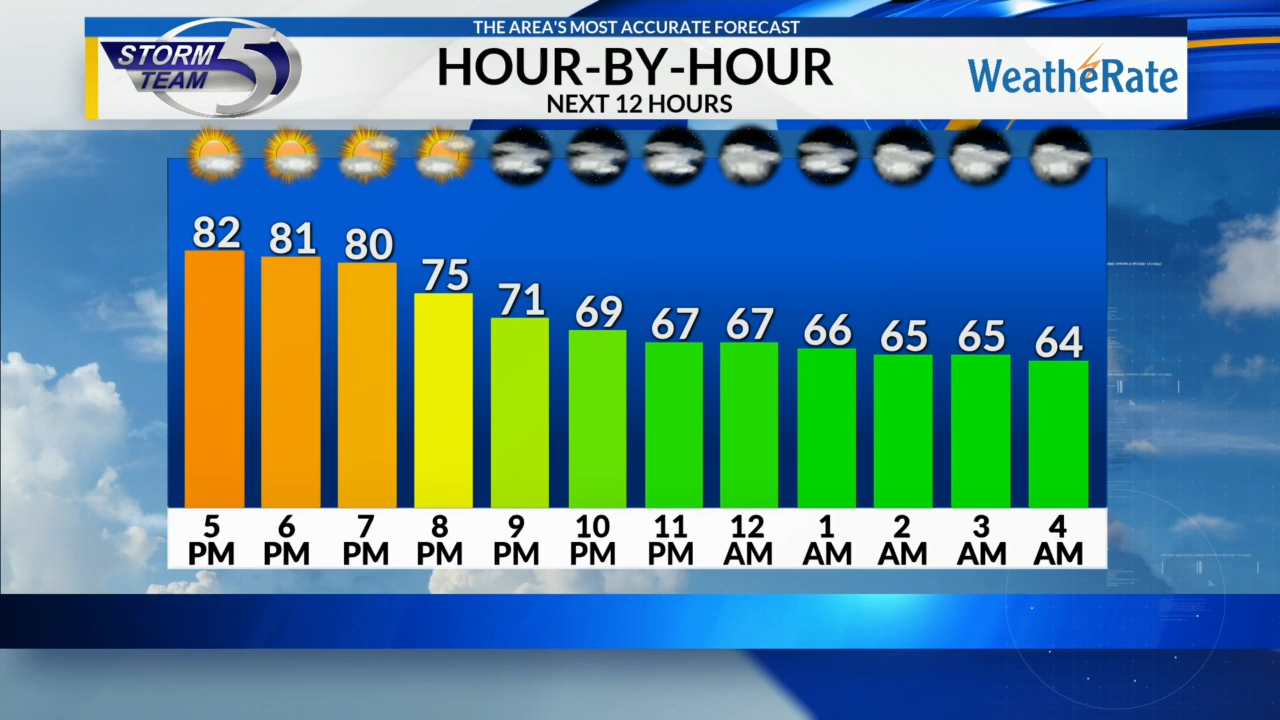 THE AREA'S MOST ACCURATE FORECAST
STORM 5
TEAM
HOUR-BY-HOUR
NEXT 12 HOURS
WeatheRate
82 81 80 75 71 69 67 67 66 65 65 64
5 6 7 8 9 10 11 12 1 2 3 4
PM PM PM PM PM PM PM AM AM AM AM AM